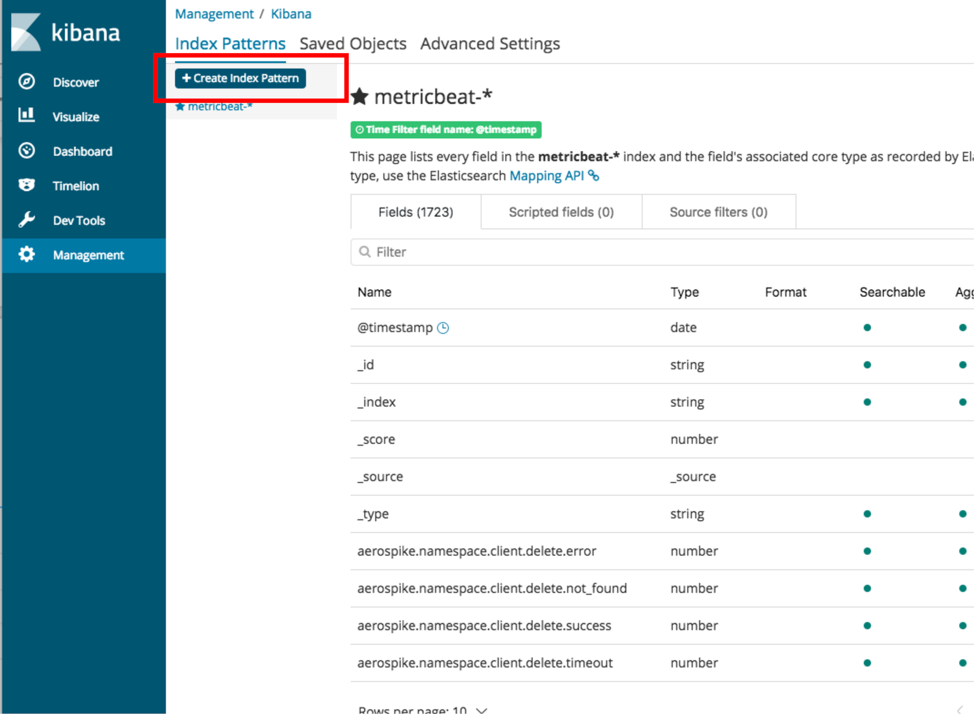 kibana
Discover
Visualize
Dashboard
Timelion
Dev Tools
Management
Management / Kibana
Index Patterns Saved Objects Advanced Settings
+ Create Index Pattern
★ metricbeat-*
★ metricbeat-*
Time Filter field name: @timestamp
This page lists every field in the metricbeat-* index and the field's associated core type as recorded by
type, use the Elasticsearch Mapping API
Fields (1723) Scripted fields (0) Source filters (0)
Filter
Name Type Format Searchable
@timestamp date
_id string
_index string
_score number
_source _source
_type string
aerospike.namespace.client.delete.error number
aerospike.namespace.client.delete.not_found number
aerospike.namespace.client.delete.success number
aerospike.namespace.client.delete.timeout number
Rows per page: 10